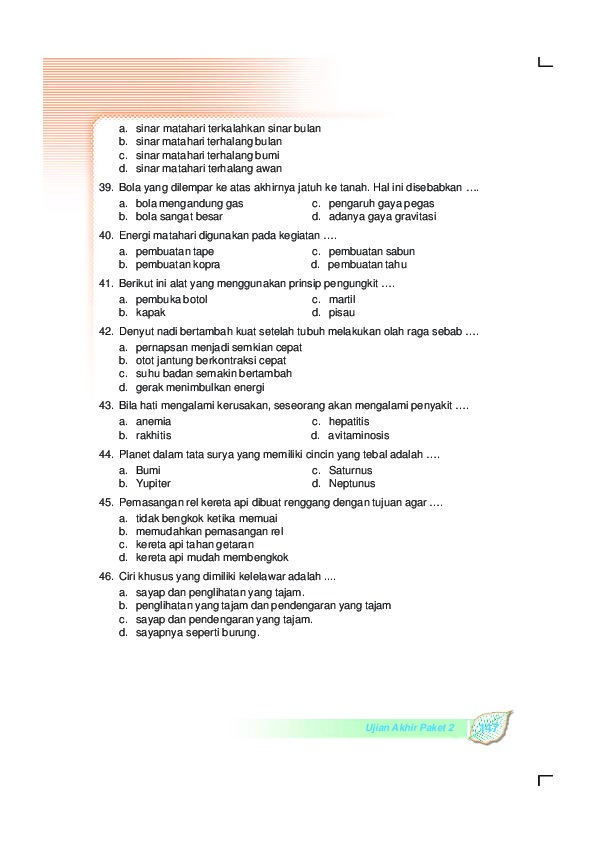 a. sinar matahari terkalahkan sinar bulan
b. sinar matahari terhalang bulan
c. sinar matahari terhalang bumi
d. sinar matahari terhalang awan
39. Bola yang dilempar ke atas akhirnya jatuh ke tanah. Hal ini disebabkan ….
a. bola mengandung gas c. pengaruh gaya pegas
b. bola sangat besar d. adanya gaya gravitasi
40. Energi matahari digunakan pada kegiatan ….
a. pembuatan tape c. pembuatan sabun
b. pembuatan kopra d. pembuatan tahu
41. Berikut ini alat yang menggunakan prinsip pengungkit ….
a. pembuka botol c. martil
b. kapak d. pisau
42. Denyut nadi bertambah kuat setelah tubuh melakukan olah raga sebab ….
a. pernapsan menjadi semkian cepat
b. otot jantung berkontraksi cepat
c. suhu badan semakin bertambah
d. gerak menimbulkan energi
43. Bila hati mengalami kerusakan, seseorang akan mengalami penyakit ….
a. anemia c. hepatitis
b. rakhitis d. avitaminosis
44. Planet dalam tata surya yang memiliki cincin yang tebal adalah ….
a. Bumi c. Saturnus
b. Yupiter d. Neptunus
45. Pemasangan rel kereta api dibuat renggang dengan tujuan agar ….
a. tidak bengkok ketika memuai
b. memudahkan pemasangan rel
c. kereta api tahan getaran
d. kereta api mudah membengkok
46. Ciri khusus yang dimiliki kelelawar adalah ....
a. sayap dan penglihatan yang tajam.
b. penglihatan yang tajam dan pendengaran yang tajam
c. sayap dan pendengaran yang tajam.
d. sayapnya seperti burung.
Ujian Akhir Paket 2 147